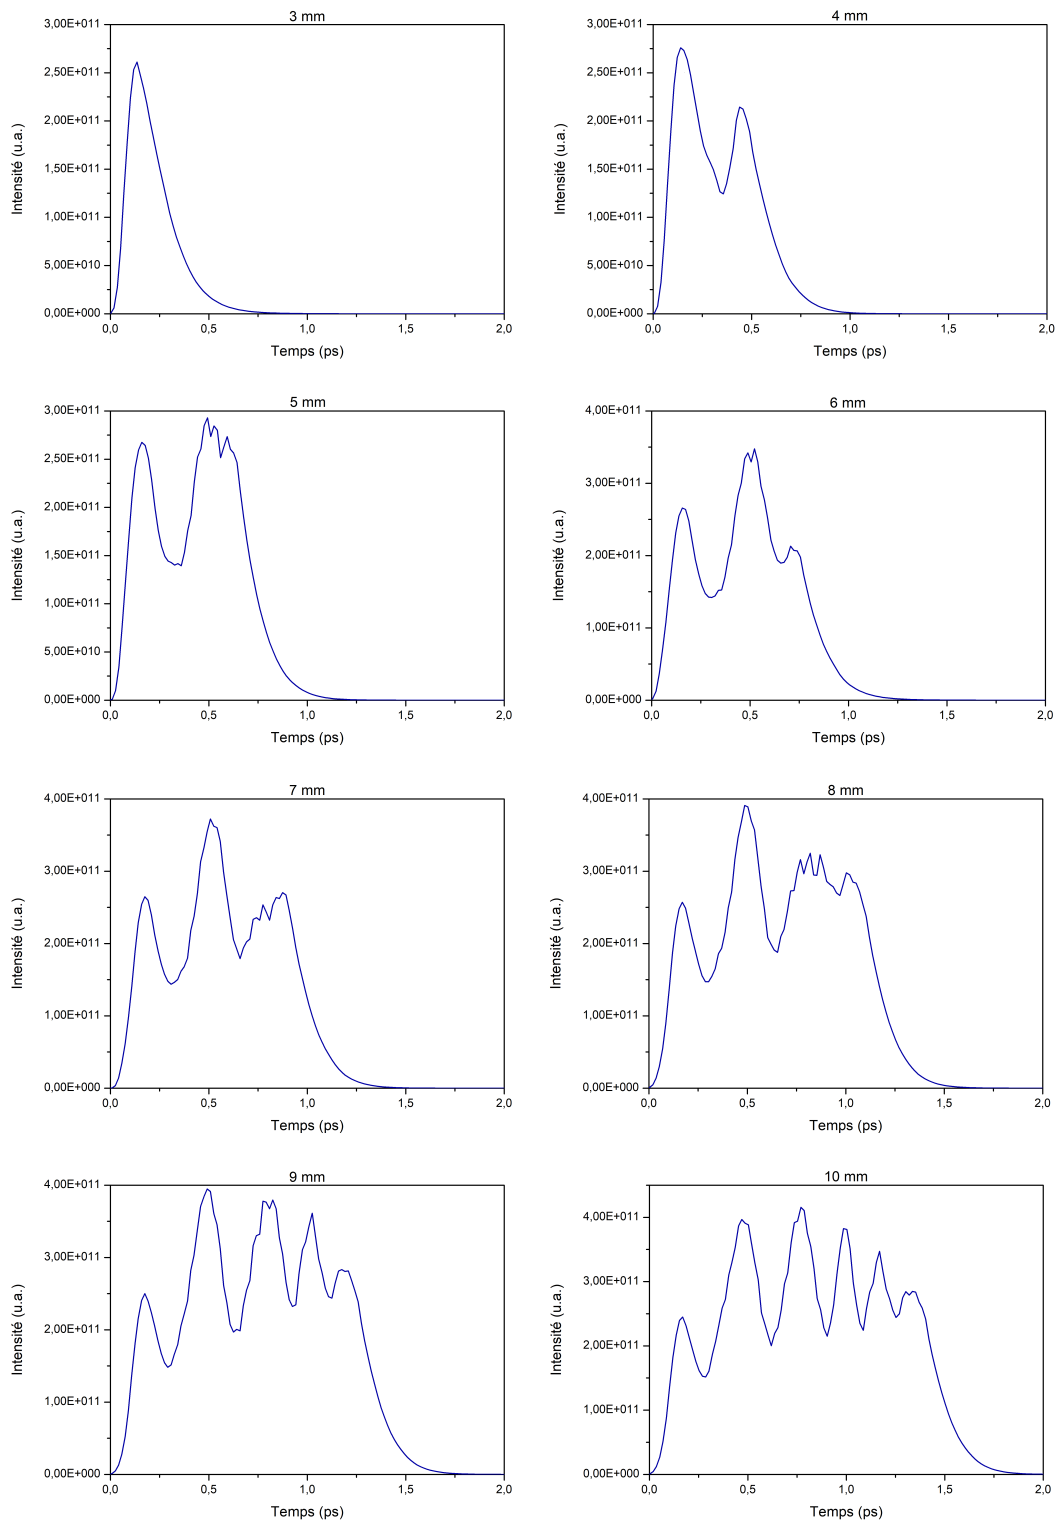 3 mm
3,00E+011
2,50E+011
2,00E+011
1,50E+011
1,00E+011
5,00E+010
0,00E+000
Intensité (u.a.)
0,0 0,5 1,0 1,5 2,0
Temps (ps)
4 mm
3,00E+011
2,50E+011
2,00E+011
1,50E+011
1,00E+011
5,00E+010
0,00E+000
Intensité (u.a.)
0,0 0,5 1,0 1,5 2,0
Temps (ps)
5 mm
3,00E+011
2,50E+011
2,00E+011
1,50E+011
1,00E+011
5,00E+010
0,00E+000
Intensité (u.a.)
0,0 0,5 1,0 1,5 2,0
Temps (ps)
6 mm
4,00E+011
3,00E+011
2,00E+011
1,00E+011
0,00E+000
Intensité (u.a.)
0,0 0,5 1,0 1,5 2,0
Temps (ps)
7 mm
4,00E+011
3,00E+011
2,00E+011
1,00E+011
0,00E+000
Intensité (u.a.)
0,0 0,5 1,0 1,5 2,0
Temps (ps)
8 mm
4,00E+011
3,00E+011
2,00E+011
1,00E+011
0,00E+000
Intensité (u.a.)
0,0 0,5 1,0 1,5 2,0
Temps (ps)
9 mm
4,00E+011
3,00E+011
2,00E+011
1,00E+011
0,00E+000
Intensité (u.a.)
0,0 0,5 1,0 1,5 2,0
Temps (ps)
10 mm
4,00E+011
3,00E+011
2,00E+011
1,00E+011
0,00E+000
Intensité (u.a.)
0,0 0,5 1,0 1,5 2,0
Temps (ps)